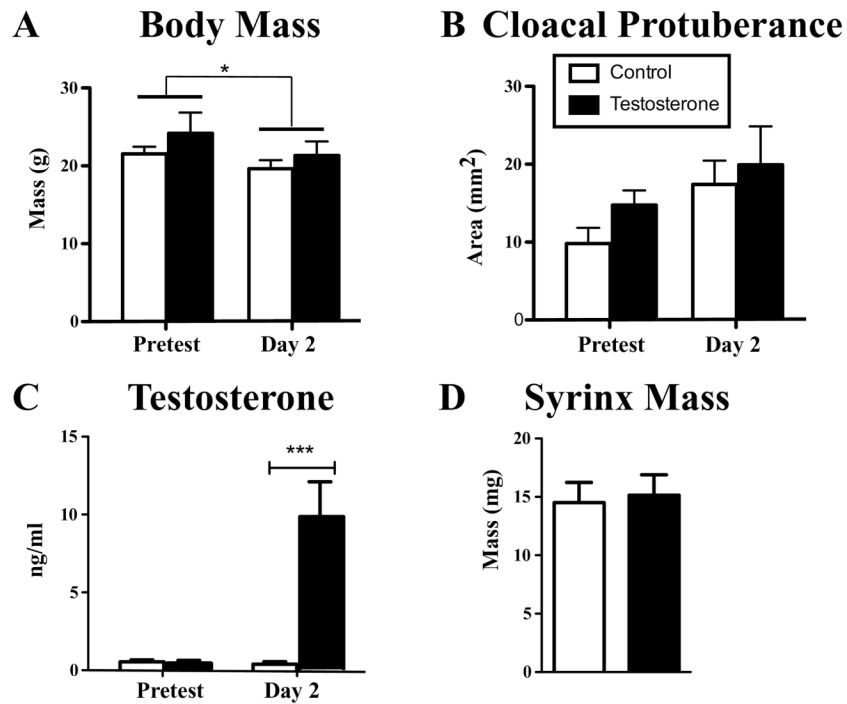 A Body Mass
*
30
20
10
0
Mass (g)
Pretest Day 2
B Cloacal Protuberance
Control
Testosterone
30
20
10
0
Area (mm²)
Pretest Day 2
C Testosterone
***
15
10
5
0
ng/ml
Pretest Day 2
D Syrinx Mass
20
15
10
5
0
Mass (mg)